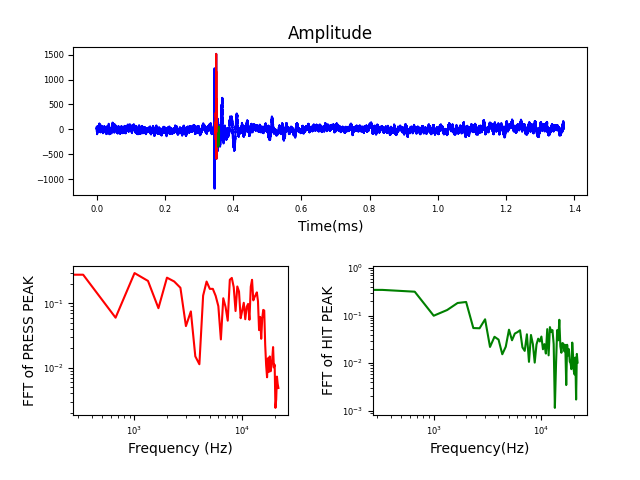 Amplitude
1500
1000
500
0
−500
−1000
0.0 0.2 0.4 0.6 0.8 1.0 1.2 1.4
Time(ms)
FFT of PRESS PEAK
10⁻¹
10⁻²
10³ 10⁴
Frequency (Hz)
FFT of HIT PEAK
10⁰
10⁻¹
10⁻²
10⁻³
10³ 10⁴
Frequency(Hz)